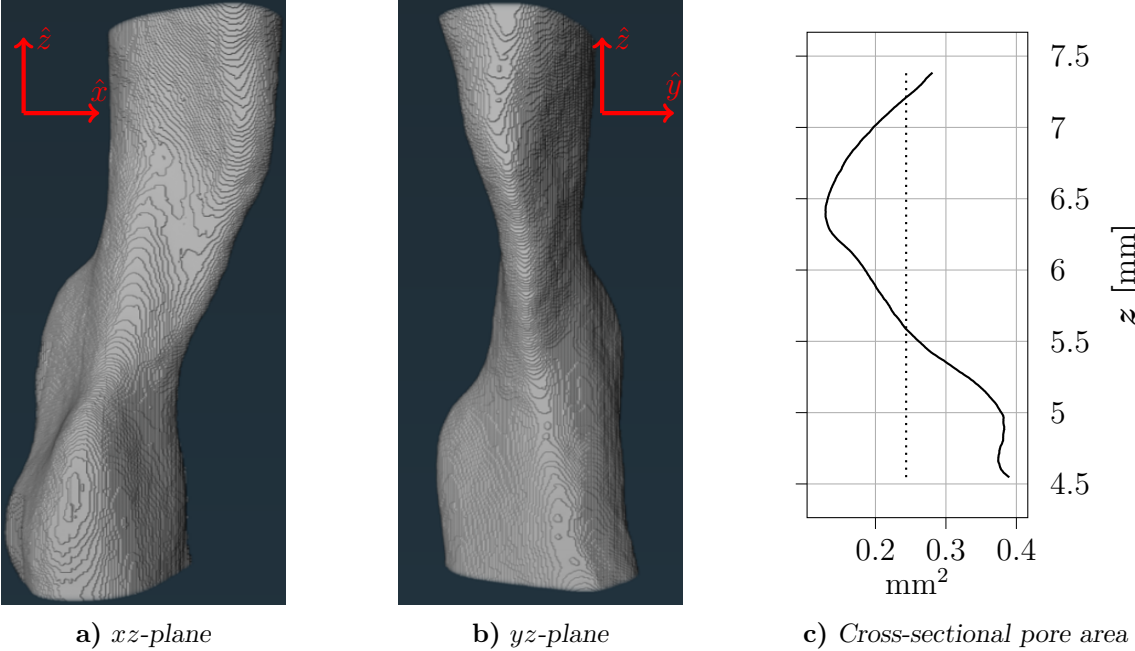 ẑ
x̂
ẑ
ŷ
7.5
7
6.5
6
5.5
5
4.5
z [mm]
0.2 0.3 0.4
mm²
a) xz-plane
b) yz-plane
c) Cross-sectional pore area